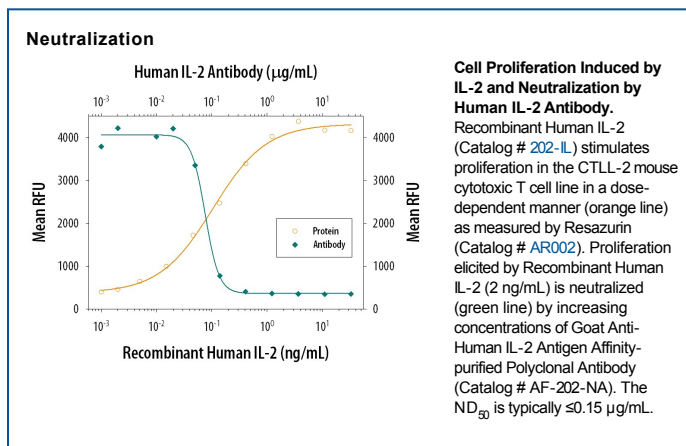 Neutralization
Human IL-2 Antibody (µg/mL)
10-3 10-2 10-1 100 101
4000 4000
3000 3000
2000 2000
1000 1000
0 0
Mean RFU
Mean RFU
Protein
Antibody
10-3 10-2 10-1 100 101
Recombinant Human IL-2 (ng/mL)
Cell Proliferation Induced by
IL-2 and Neutralization by
Human IL-2 Antibody.
Recombinant Human IL-2
(Catalog # 202-IL) stimulates
proliferation in the CTLL-2 mouse
cytotoxic T cell line in a dose-
dependent manner (orange line)
as measured by Resazurin
(Catalog # AR002). Proliferation
elicited by Recombinant Human
IL-2 (2 ng/mL) is neutralized
(green line) by increasing
concentrations of Goat Anti-
Human IL-2 Antigen Affinity-
purified Polyclonal Antibody
(Catalog # AF-202-NA). The
ND50 is typically ≤0.15 µg/mL.